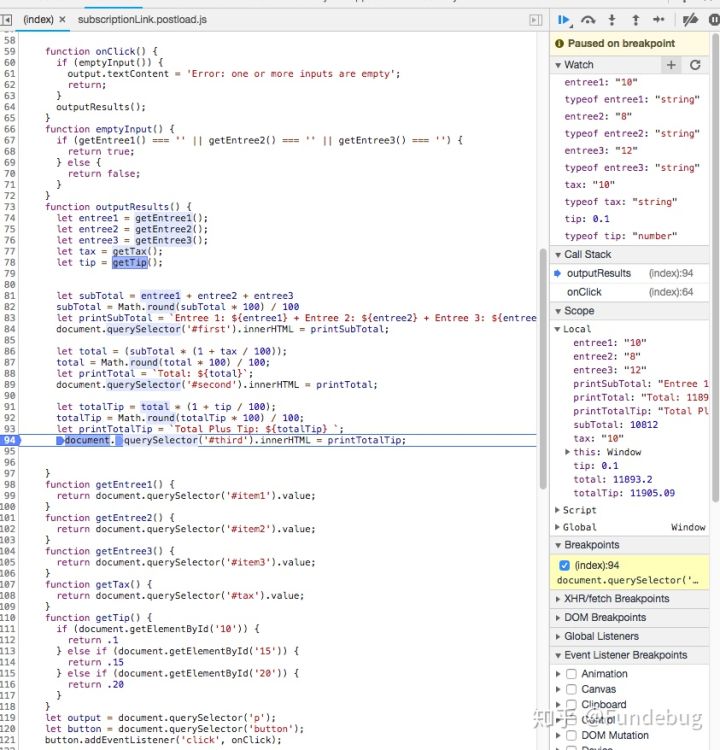 (index) × subscriptionLink.postload.js
58
59 function onClick() {
60 if (emptyInput()) {
61 output.textContent = 'Error: one or more inputs are empty';
62 return;
63 }
64 outputResults();
65 }
66 function emptyInput() {
67 if (getEntree1() === '' || getEntree2() === '' || getEntree3() === '') {
68 return true;
69 } else {
70 return false;
71 }
72 }
73 function outputResults() {
74 let entree1 = getEntree1();
75 let entree2 = getEntree2();
76 let entree3 = getEntree3();
77 let tax = getTax();
78 let tip = getTip();
79
80
81 let subTotal = entree1 + entree2 + entree3
82 subTotal = Math.round(subTotal * 100) / 100
83 let printSubTotal = `Entree 1: ${entree1} + Entree 2: ${entree2} + Entree 3: ${entree
84 document.querySelector('#first').innerHTML = printSubTotal;
85
86 let total = (subTotal * (1 + tax / 100));
87 total = Math.round(total * 100) / 100;
88 let printTotal = `Total: ${total}`;
89 document.querySelector('#second').innerHTML = printTotal;
90
91 let totalTip = total * (1 + tip / 100);
92 totalTip = Math.round(totalTip * 100) / 100;
93 let printTotalTip = `Total Plus Tip: ${totalTip} `;
94 document.querySelector('#third').innerHTML = printTotalTip;
95
96
97 }
98 function getEntree1() {
99 return document.querySelector('#item1').value;
100 }
101 function getEntree2() {
102 return document.querySelector('#item2').value;
103 }
104 function getEntree3() {
105 return document.querySelector('#item3').value;
106 }
107 function getTax() {
108 return document.querySelector('#tax').value;
109 }
110 function getTip() {
111 if (document.getElementById('10')) {
112 return .1
113 } else if (document.getElementById('15')) {
114 return .15
115 } else if (document.getElementById('20')) {
116 return .20
117 }
118 }
119 let output = document.querySelector('p');
120 let button = document.querySelector('button');
121 button.addEventListener('click', onClick);
Paused on breakpoint
Watch
entree1: "10"
typeof entree1: "string"
entree2: "8"
typeof entree2: "string"
entree3: "12"
typeof entree3: "string"
tax: "10"
typeof tax: "string"
tip: 0.1
typeof tip: "number"
Call Stack
outputResults (index):94
onClick (index):64
Scope
Local
entree1: "10"
entree2: "8"
entree3: "12"
printSubTotal: "Entree 1
printTotal: "Total: 1189
printTotalTip: "Total Pl
subTotal: 10812
tax: "10"
this: Window
tip: 0.1
total: 11893.2
totalTip: 11905.09
Script
Global Window
Breakpoints
(index):94
document.querySelector('…
XHR/fetch Breakpoints
DOM Breakpoints
Global Listeners
Event Listener Breakpoints
Animation
Canvas
Clipboard
Control
DOM Mutation
Device
知乎 @Fundebug